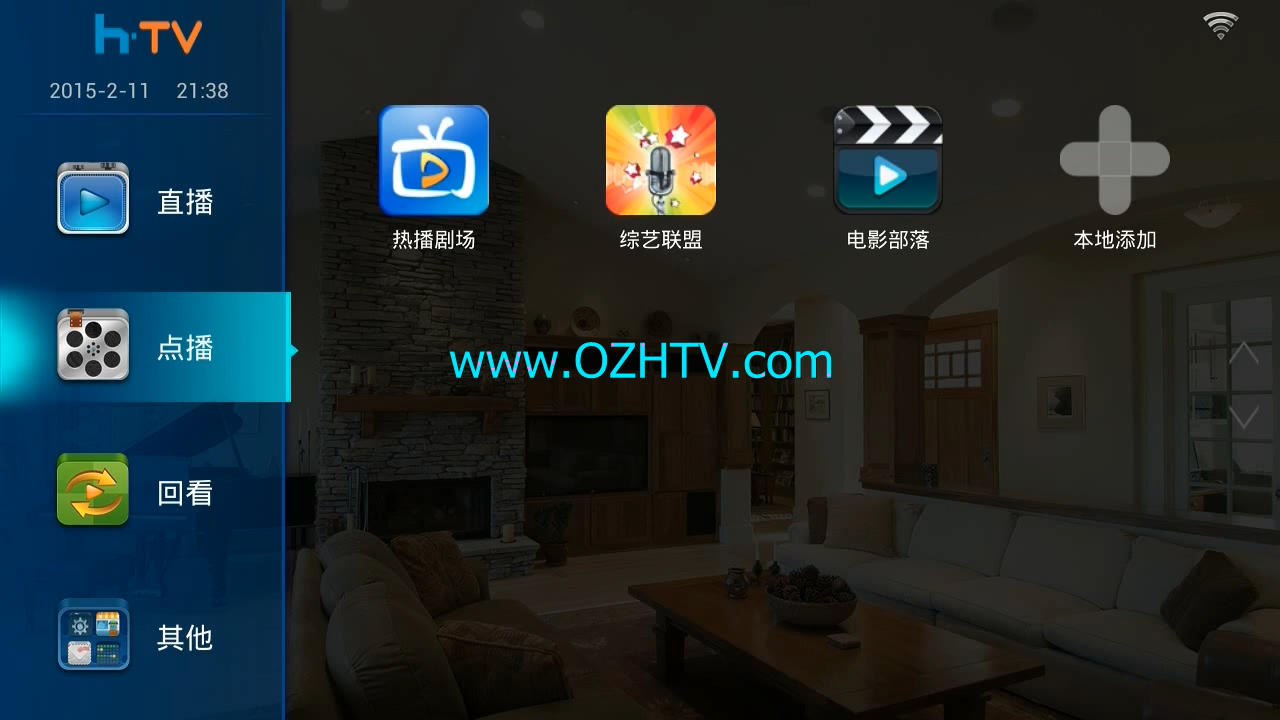 h·TV
2015-2-11 21:38
直播
点播
回看
其他
热播剧场
综艺联盟
电影部落
本地添加
www.OZHTV.com